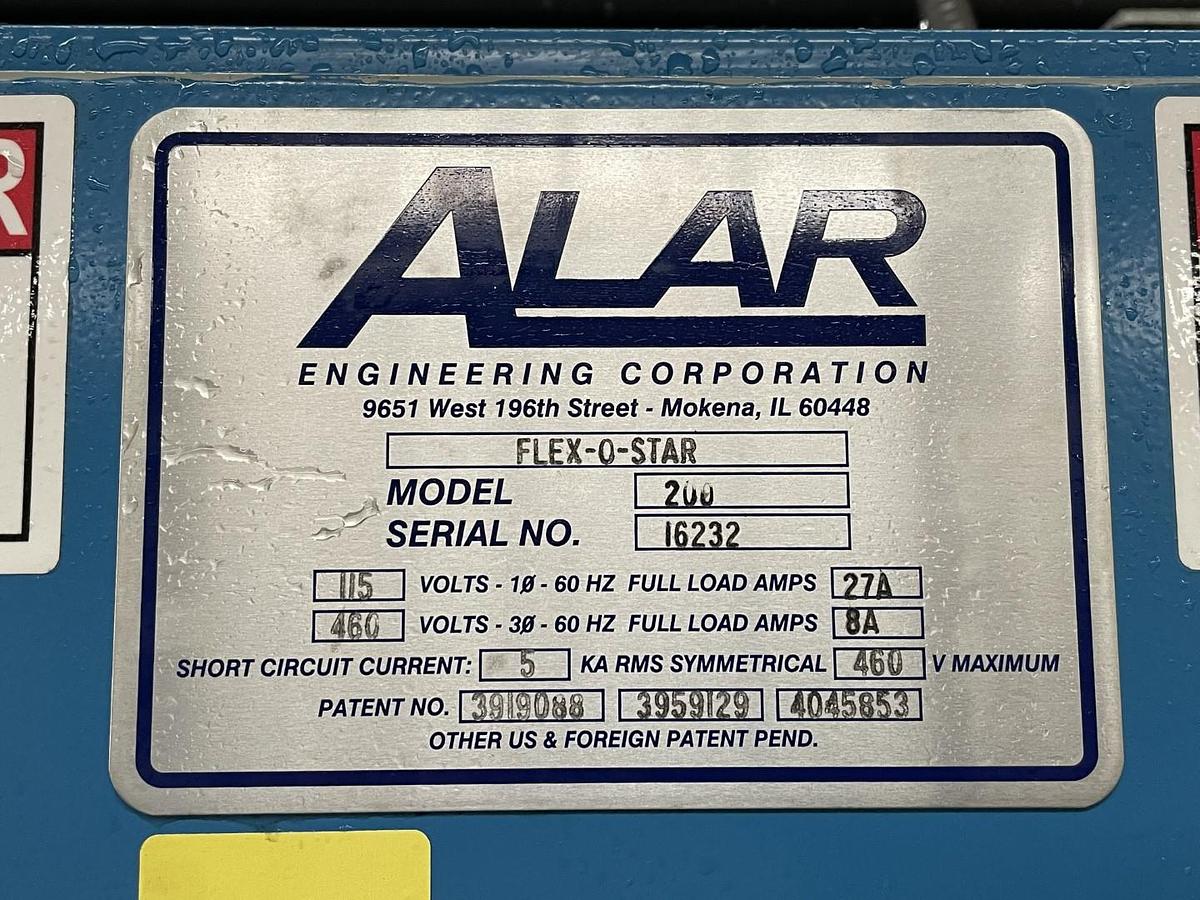 R
ALAR
ENGINEERING CORPORATION
9651 West 196th Street - Mokena, IL 60448
FLEX-O-STAR
MODEL 200
SERIAL NO. 16232
115 VOLTS - 1Ø - 60 HZ FULL LOAD AMPS 27A
460 VOLTS - 3Ø - 60 HZ FULL LOAD AMPS 8A
SHORT CIRCUIT CURRENT: 5 KA RMS SYMMETRICAL 460 V MAXIMUM
PATENT NO. 3919088 3959129 4045853
OTHER US & FOREIGN PATENT PEND.